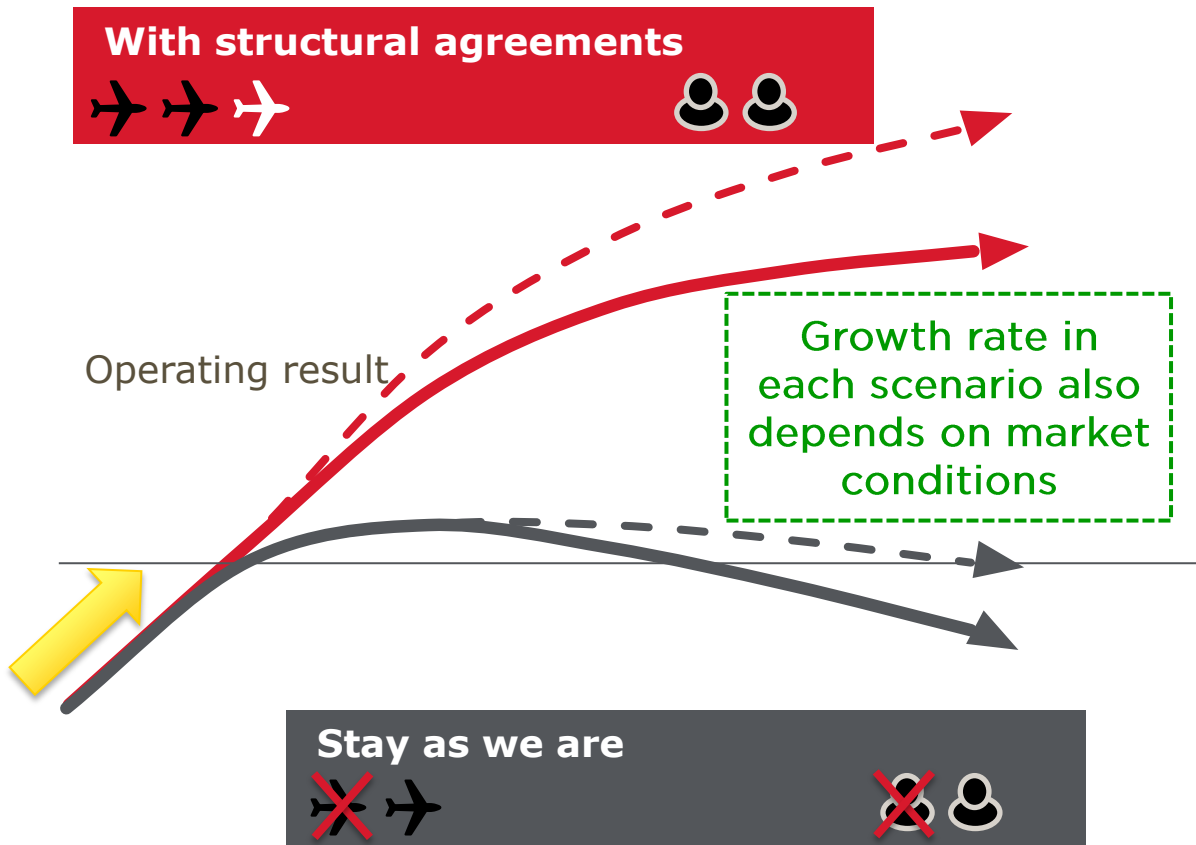 With structural agreements
Operating result
Growth rate in
each scenario also
depends on market
conditions
Stay as we are